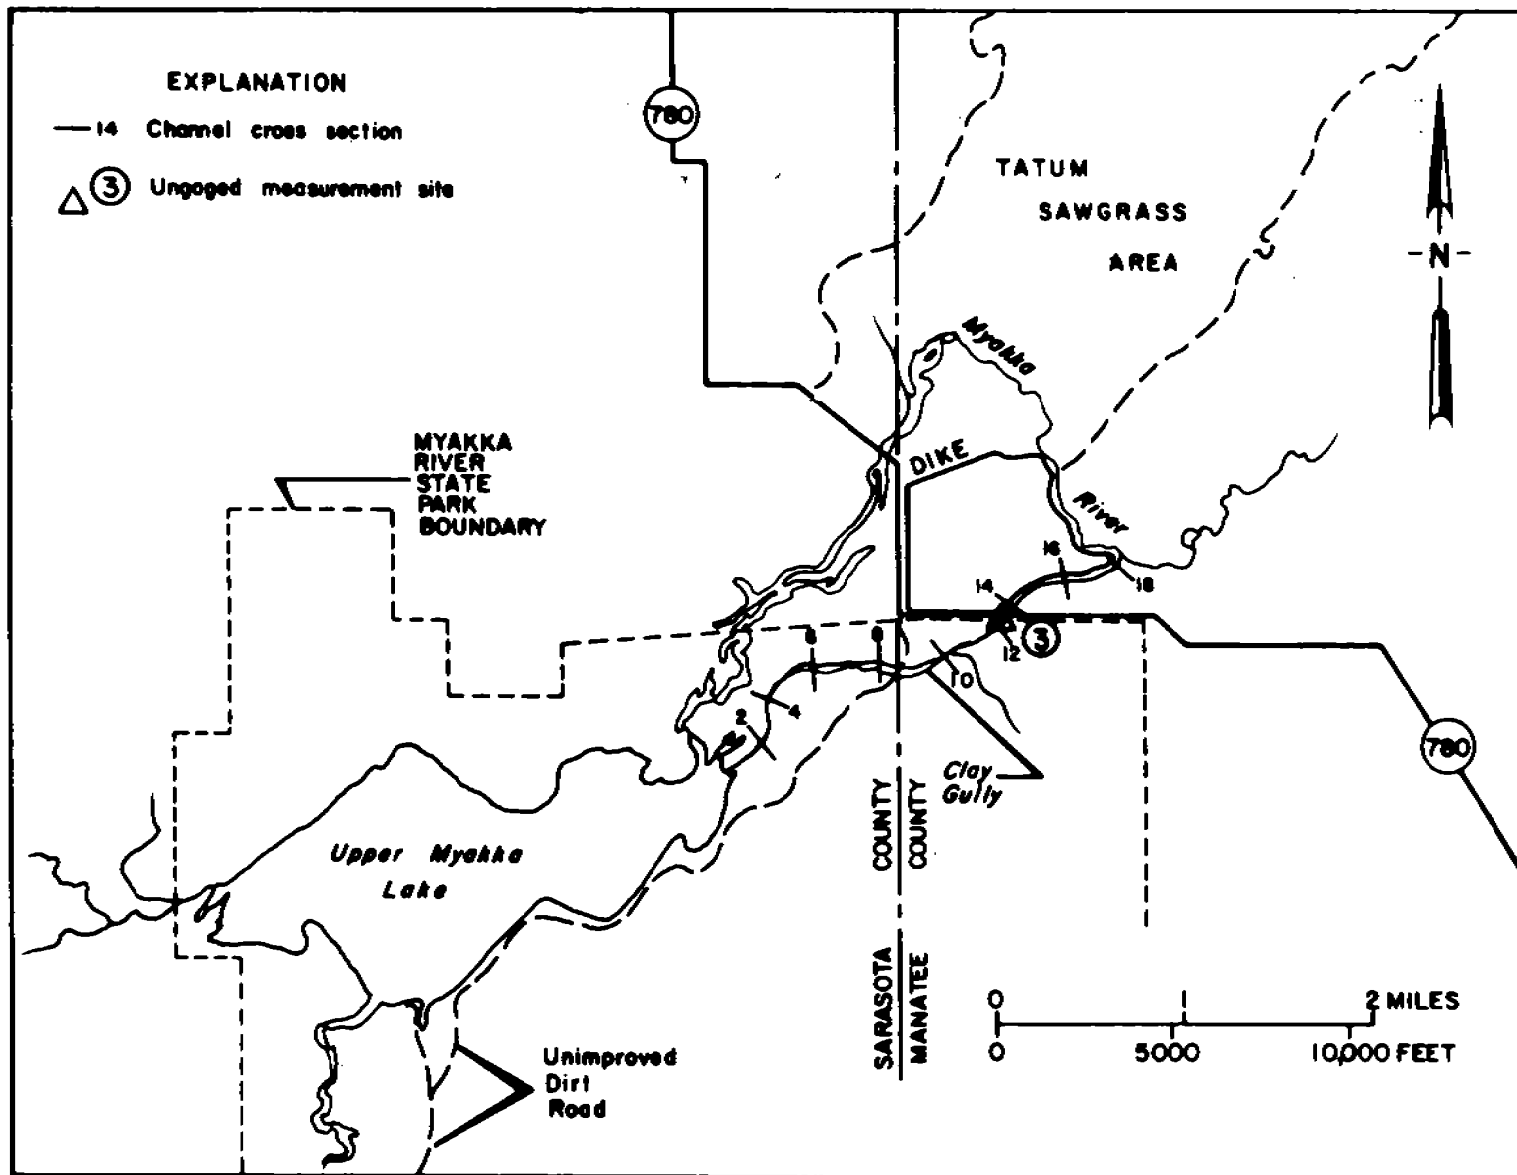 EXPLANATION
14 Channel cross section
3 Ungaged measurement site
780
TATUM
SAWGRASS
AREA
N
Myakka
River
DIKE
MYAKKA
RIVER
STATE
PARK
BOUNDARY
16
18
14
3
12
10
8
6
4
2
780
Clay
Gully
COUNTY
COUNTY
SARASOTA
MANATEE
Upper Myakka
Lake
Unimproved
Dirt
Road
0 2 MILES
0 5000 10,000 FEET